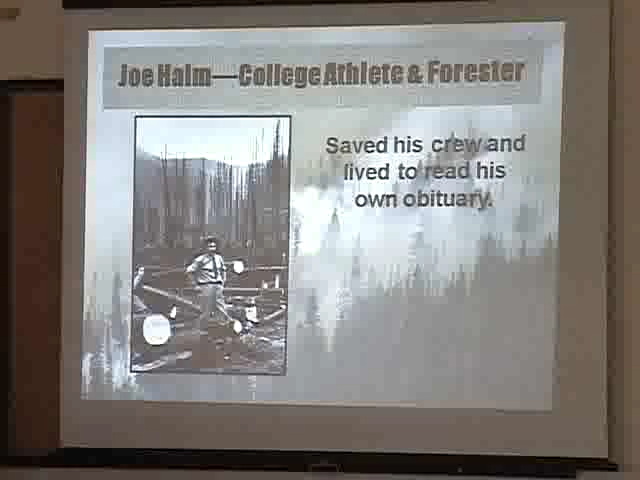 Joe Halm—College Athlete & Forester
Saved his crew and
lived to read his
own obituary.